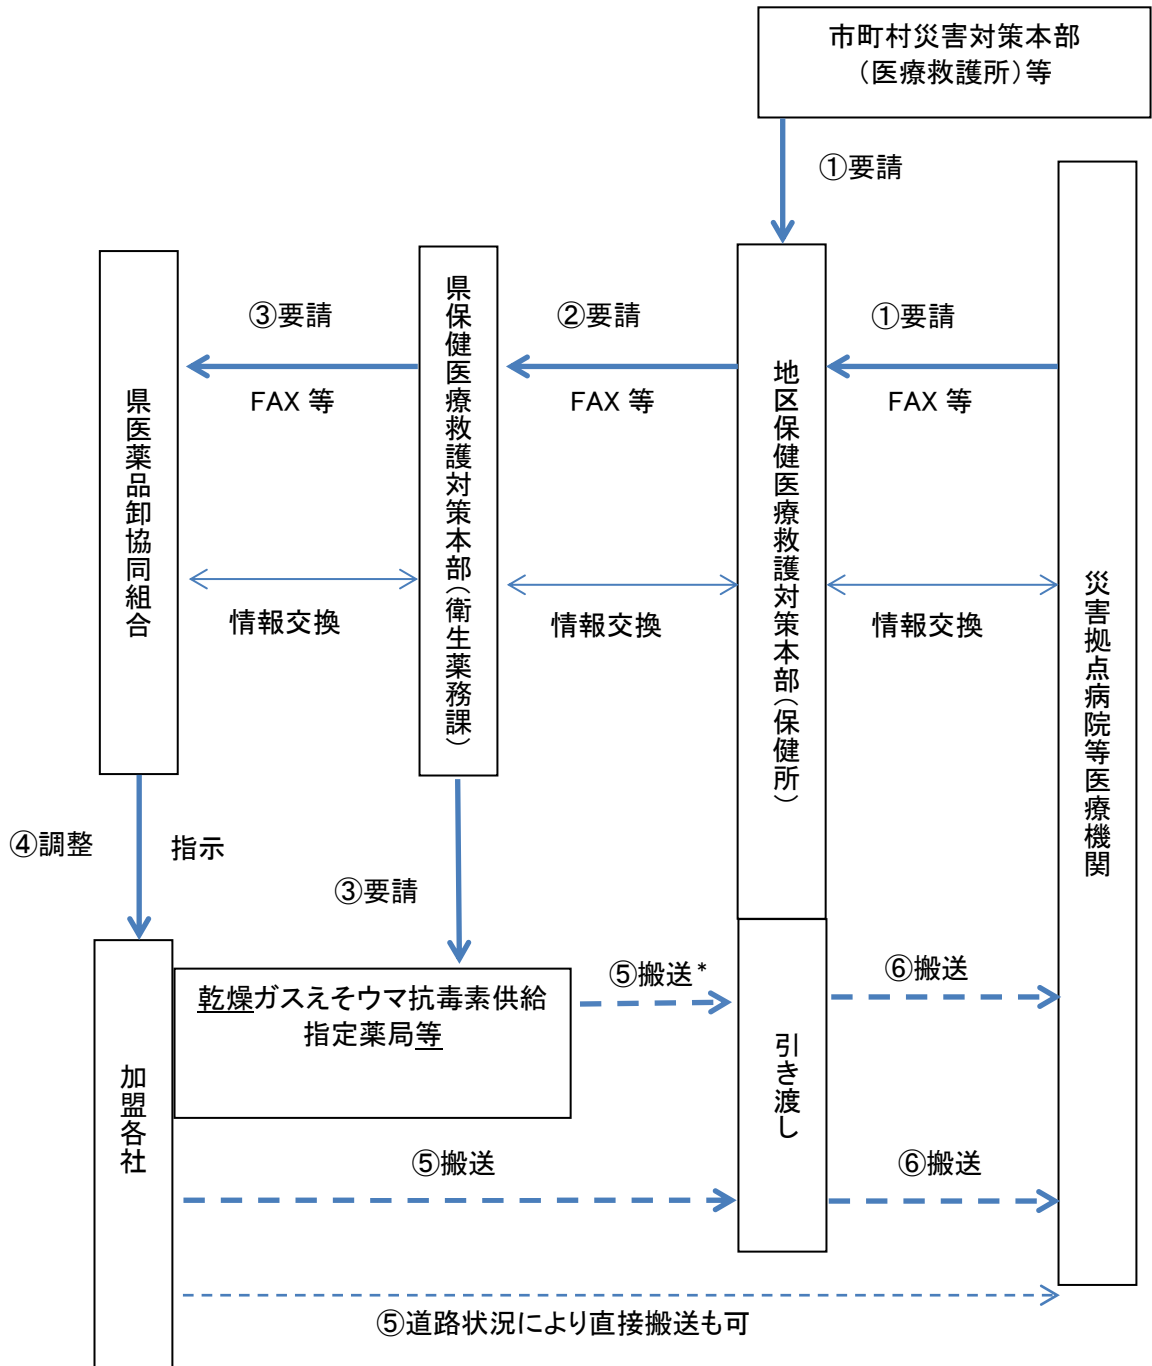 市町村災害対策本部
（医療救護所）等
①要請
③要請
②要請
①要請
FAX 等
FAX 等
FAX 等
県医薬品卸協同組合
県保健医療救護対策本部（衛生薬務課）
地区保健医療救護対策本部（保健所）
災害拠点病院等医療機関
情報交換
情報交換
情報交換
④調整
指示
③要請
⑤搬送*
⑥搬送
乾燥ガスえそウマ抗毒素供給
指定薬局等
加盟各社
引き渡し
⑤搬送
⑥搬送
⑤道路状況により直接搬送も可